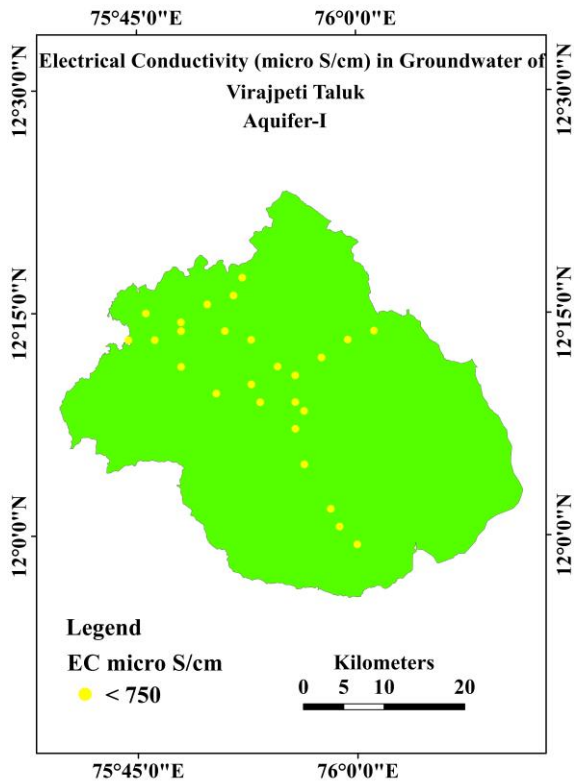 75°45'0"E 76°0'0"E
Electrical Conductivity (micro S/cm) in Groundwater of
Virajpeti Taluk
Aquifer-I
12°30'0"N 12°30'0"N
12°15'0"N 12°15'0"N
12°0'0"N 12°0'0"N
Legend
EC micro S/cm
< 750
Kilometers
0 5 10 20
75°45'0"E 76°0'0"E